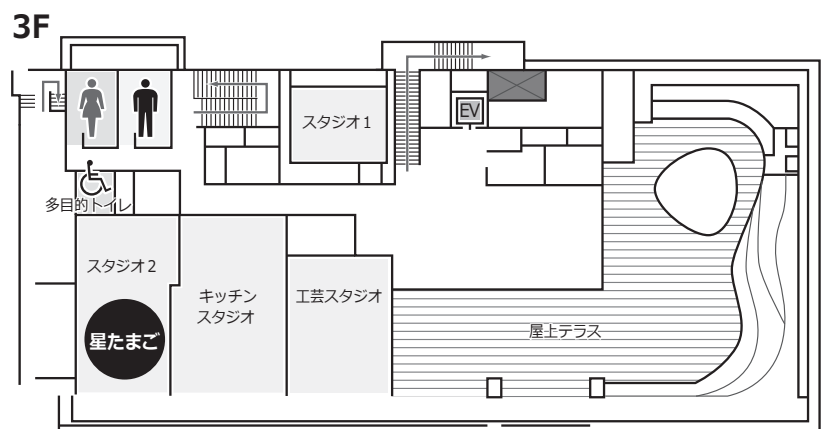 3F
スタジオ1
EV
多目的トイレ
スタジオ2
星たまご
キッチン
スタジオ
工芸スタジオ
屋上テラス